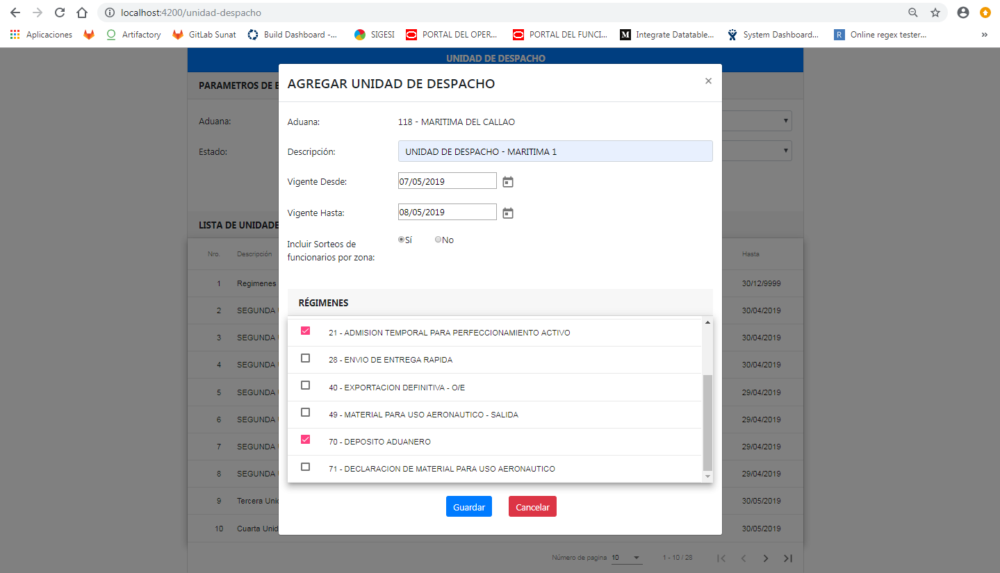 localhost:4200/unidad-despacho
Aplicaciones
Artifactory
GitLab Sunat
Build Dashboard -...
SIGESI
PORTAL DEL OPER...
PORTAL DEL FUNCI...
M
Integrate Datatable...
System Dashboard...
R
Online regex tester...
»
UNIDAD DE DESPACHO
PARAMETROS DE B
Aduana:
Estado:
LISTA DE UNIDADE
Nro. Descripción Hasta
1 Regimenes 30/12/9999
2 SEGUNDA 30/04/2019
3 SEGUNDA 30/04/2019
4 SEGUNDA 30/04/2019
5 SEGUNDA 29/04/2019
6 SEGUNDA 29/04/2019
7 SEGUNDA 29/04/2019
8 SEGUNDA 29/04/2019
9 Tercera Unid 30/05/2019
10 Cuarta Unid 30/05/2019
Número de pagina 10 1 - 10 / 28
AGREGAR UNIDAD DE DESPACHO ×
Aduana: 118 - MARITIMA DEL CALLAO
Descripción: UNIDAD DE DESPACHO - MARITIMA 1
Vigente Desde: 07/05/2019
Vigente Hasta: 08/05/2019
Incluir Sorteos de
funcionarios por zona:
Sí No
RÉGIMENES
21 - ADMISION TEMPORAL PARA PERFECCIONAMIENTO ACTIVO
28 - ENVIO DE ENTREGA RAPIDA
40 - EXPORTACION DEFINITIVA - O/E
49 - MATERIAL PARA USO AERONAUTICO - SALIDA
70 - DEPOSITO ADUANERO
71 - DECLARACION DE MATERIAL PARA USO AERONAUTICO
Guardar Cancelar